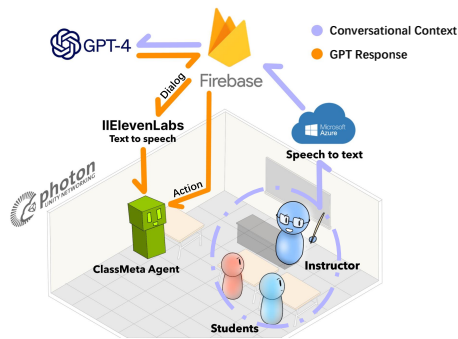 GPT-4
Firebase
Conversational Context
GPT Response
Dialog
IIElevenLabs
Text to speech
Microsoft
Azure
Speech to text
photon
UNITY NETWORKING
Action
ClassMeta Agent
Instructor
Students